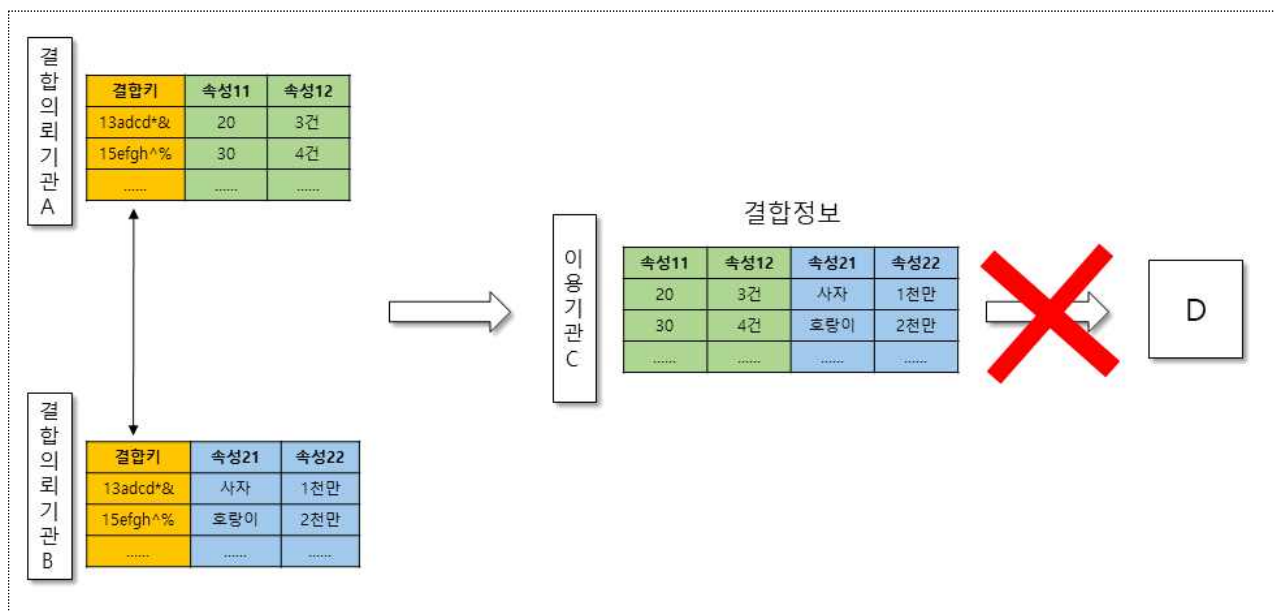 결합의뢰기관 A
결합키 속성11 속성12
13adcd*& 20 3건
15efgh^% 30 4건
...... ...... ......
결합의뢰기관 B
결합키 속성21 속성22
13adcd*& 사자 1천만
15efgh^% 호랑이 2천만
...... ...... ......
이용기관 C
결합정보
속성11 속성12 속성21 속성22
20 3건 사자 1천만
30 4건 호랑이 2천만
...... ...... ...... ......
D